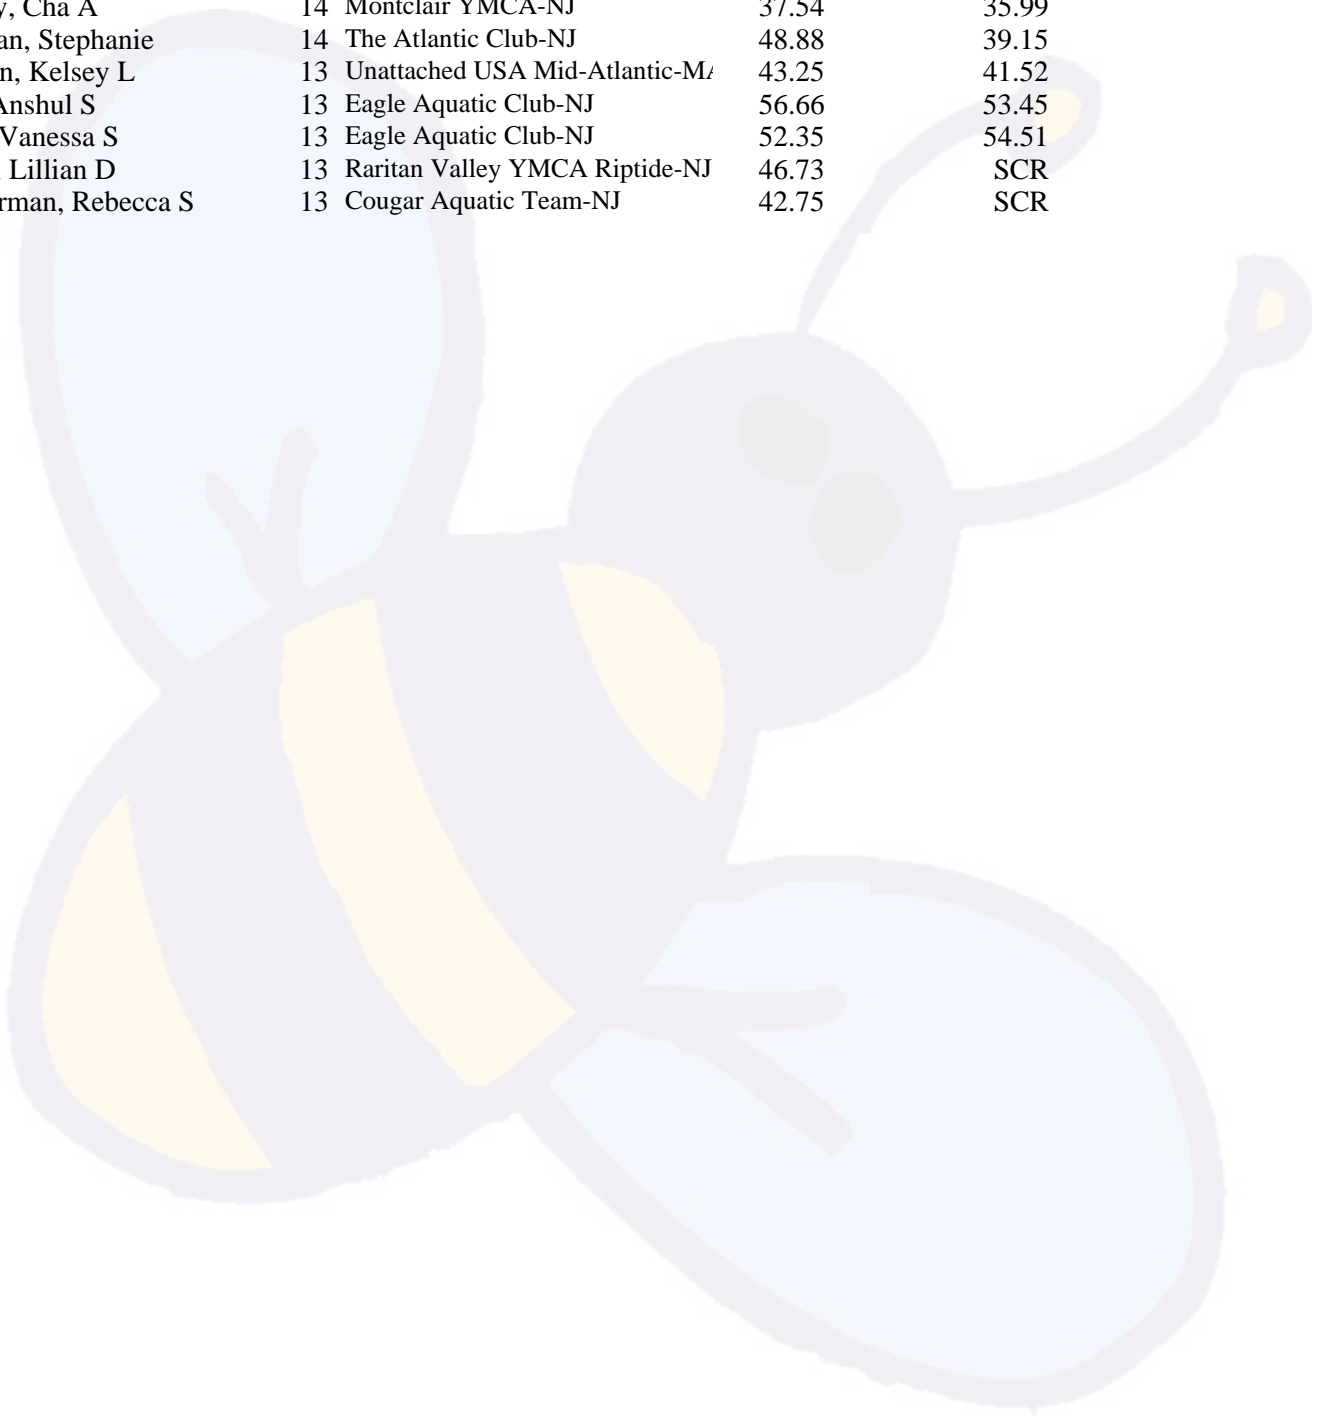 y, Cha A 14 Montclair YMCA-NJ 37.54 35.99
an, Stephanie 14 The Atlantic Club-NJ 48.88 39.15
n, Kelsey L 13 Unattached USA Mid-Atlantic-MA 43.25 41.52
Anshul S 13 Eagle Aquatic Club-NJ 56.66 53.45
Vanessa S 13 Eagle Aquatic Club-NJ 52.35 54.51
, Lillian D 13 Raritan Valley YMCA Riptide-NJ 46.73 SCR
rman, Rebecca S 13 Cougar Aquatic Team-NJ 42.75 SCR